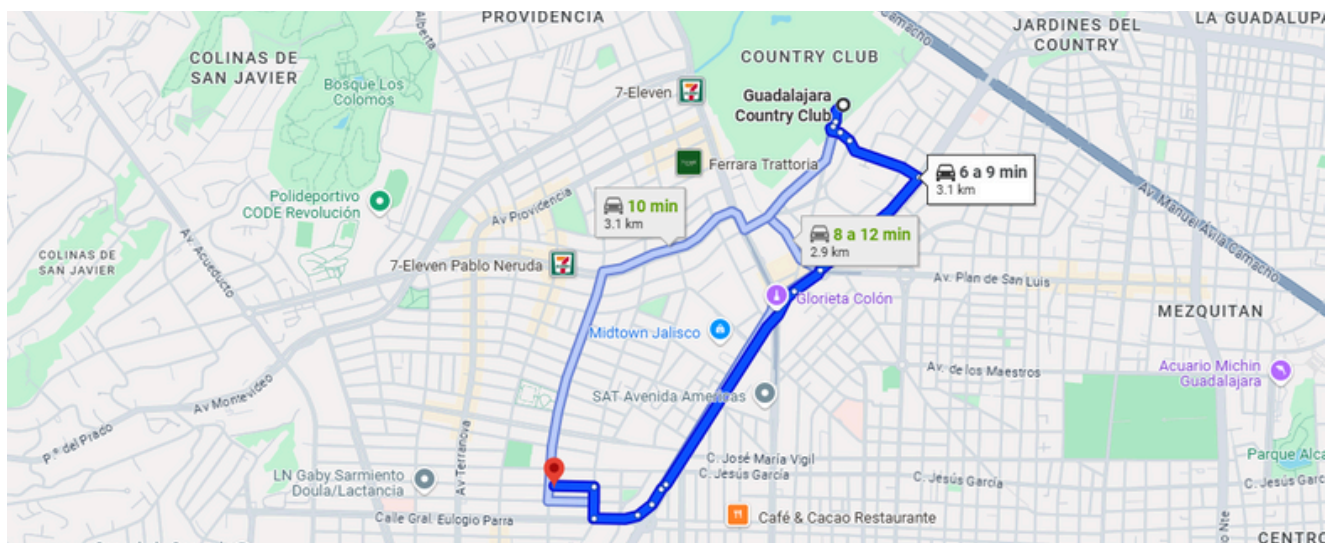 PROVIDENCIA
COLINAS DE
SAN JAVIER
Bosque Los
Colomos
7-Eleven
COUNTRY CLUB
Guadalajara
Country Club
Camacho
JARDINES DEL
COUNTRY
LA GUADALUPA
Alberta
Ferrara Trattoria
6 a 9 min
3.1 km
Polideportivo
CODE Revolución
Av Providencia
10 min
3.1 km
8 a 12 min
2.9 km
Av. Manuel Ávila Camacho
Av. Acueducto
COLINAS DE
SAN JAVIER
7-Eleven Pablo Neruda
Av. Plan de San Luis
Glorieta Colón
MEZQUITAN
Midtown Jalisco
Av. de los Maestros
Acuario Michin
Guadalajara
SAT Avenida Americas
Av Montevideo
P.º del Prado
Av Terranova
LN Gaby Sarmiento
Doula/Lactancia
C. José María Vigil
C. Jesús García
C. Jesús García
Parque Alca
C. Jesús García
Calle Gral. Eulogio Parra
Café & Cacao Restaurante
Nte
CENTRO